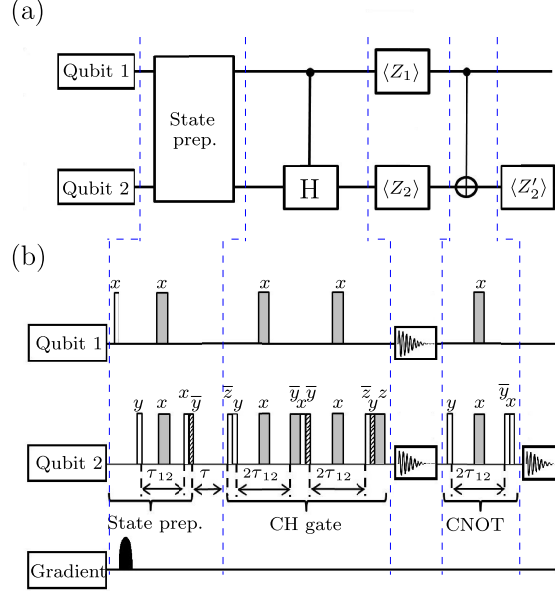 (a)
Qubit 1
State
prep.
⟨Z₁⟩
Qubit 2
H
⟨Z₂⟩
⟨Z′₂⟩
(b)
x x x x x
Qubit 1
y x x y̅ z̅ y x y̅ x y̅ x z̅ y z y x y̅ x
Qubit 2
τ₁₂ τ 2τ₁₂ 2τ₁₂ 2τ₁₂
State prep. CH gate CNOT
Gradient